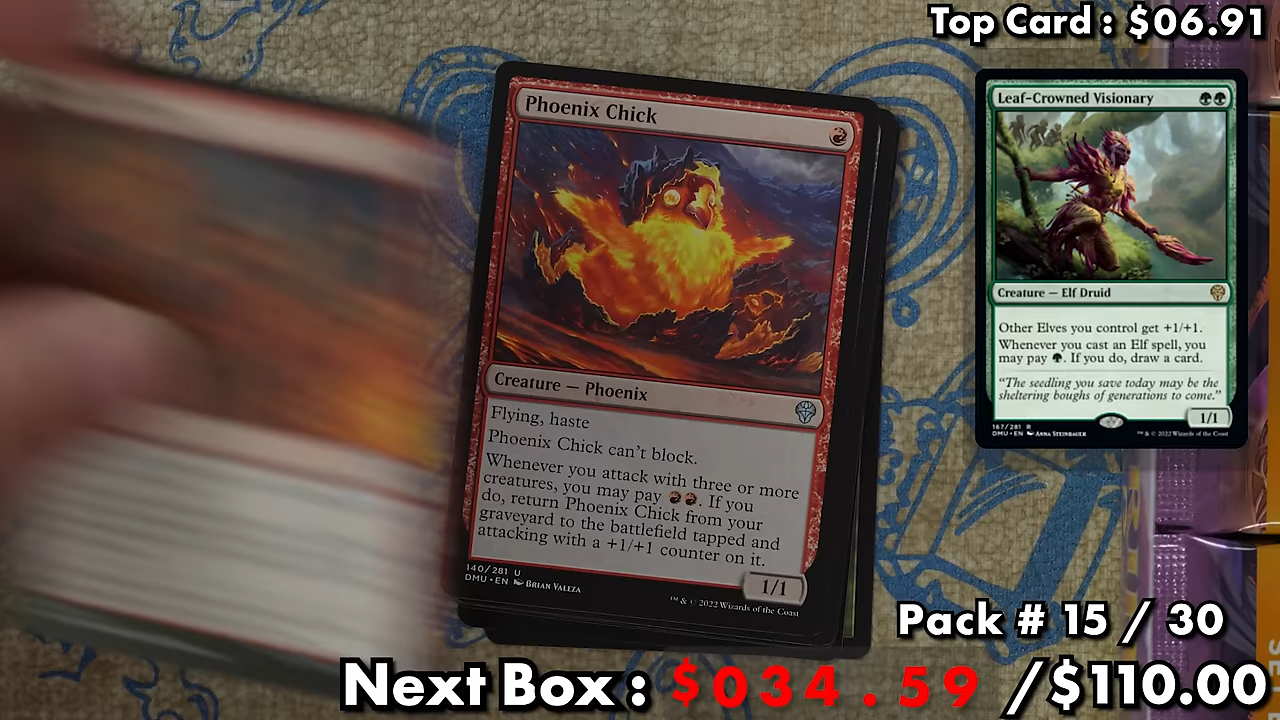 Top Card : $06.91
Phoenix Chick
Creature — Phoenix
Flying, haste
Phoenix Chick can't block.
Whenever you attack with three or more
creatures, you may pay . If you
do, return Phoenix Chick from your
graveyard to the battlefield tapped and
attacking with a +1/+1 counter on it.
1/1
140/281 U
DMU • EN BRIAN VALEZA
™ & © 2022 Wizards of the Coast
Leaf-Crowned Visionary
Creature — Elf Druid
Other Elves you control get +1/+1.
Whenever you cast an Elf spell, you
may pay . If you do, draw a card.
"The seedling you save today may be the
sheltering boughs of generations to come."
1/1
167/281 R
DMU • EN ANNA STEINBAUER
™ & © 2022 Wizards of the Coast
Pack # 15 / 30
Next Box : $034.59 /$110.00